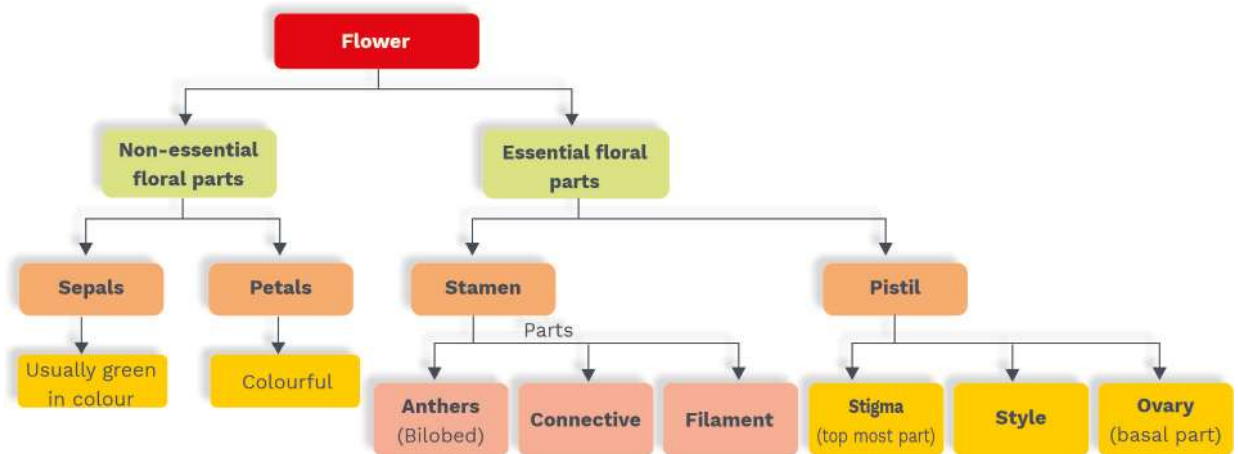 Flower
Non-essential
floral parts
Essential floral
parts
Sepals
Petals
Stamen
Pistil
Parts
Usually green
in colour
Colourful
Anthers
(Bilobed)
Connective
Filament
Stigma
(top most part)
Style
Ovary
(basal part)